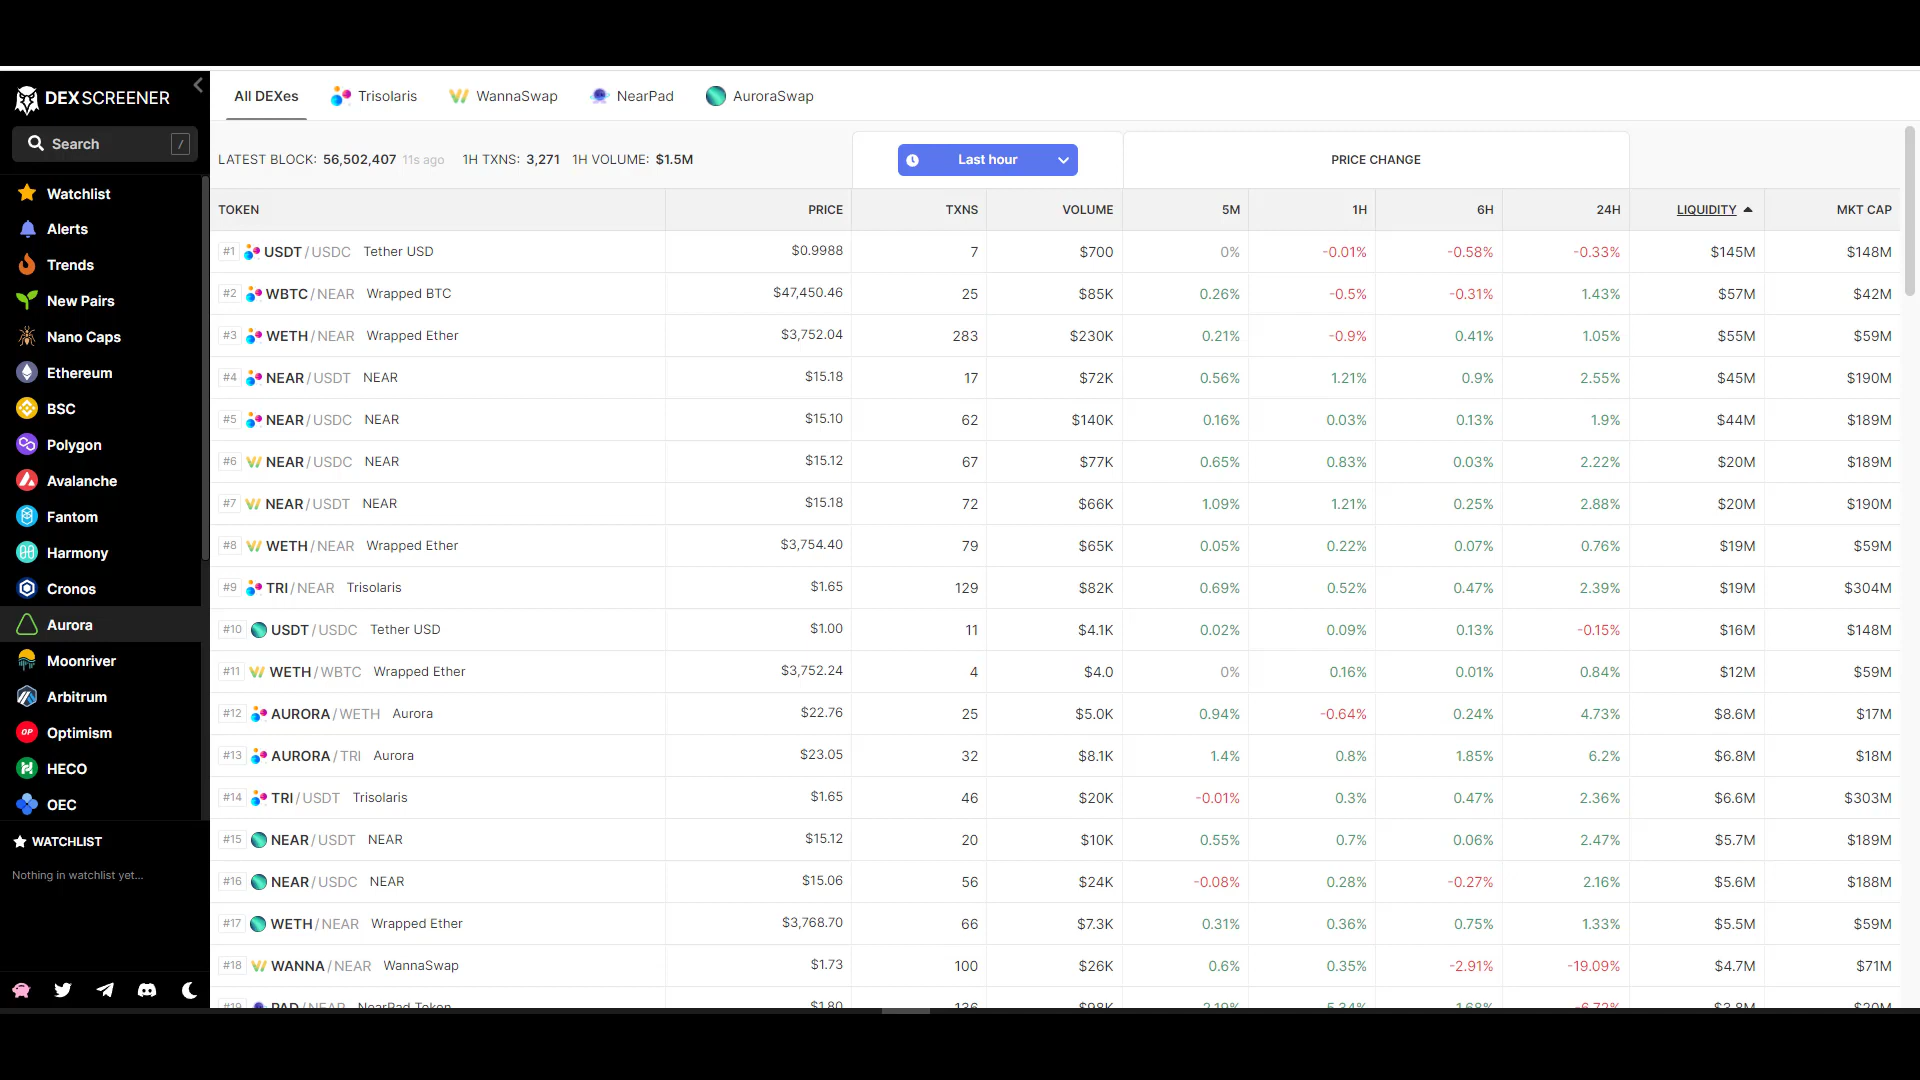 DEX SCREENER
Search /
Watchlist
Alerts
Trends
New Pairs
Nano Caps
Ethereum
BSC
Polygon
Avalanche
Fantom
Harmony
Cronos
Aurora
Moonriver
Arbitrum
Optimism
HECO
OEC
WATCHLIST
Nothing in watchlist yet...
All DEXes Trisolaris WannaSwap NearPad AuroraSwap
LATEST BLOCK: 56,502,407 11s ago 1H TXNS: 3,271 1H VOLUME: $1.5M Last hour PRICE CHANGE
TOKEN PRICE TXNS VOLUME 5M 1H 6H 24H LIQUIDITY MKT CAP
#1 USDT/USDC Tether USD $0.9988 7 $700 0% -0.01% -0.58% -0.33% $145M $148M
#2 WBTC/NEAR Wrapped BTC $47,450.46 25 $85K 0.26% -0.5% -0.31% 1.43% $57M $42M
#3 WETH/NEAR Wrapped Ether $3,752.04 283 $230K 0.21% -0.9% 0.41% 1.05% $55M $59M
#4 NEAR/USDT NEAR $15.18 17 $72K 0.56% 1.21% 0.9% 2.55% $45M $190M
#5 NEAR/USDC NEAR $15.10 62 $140K 0.16% 0.03% 0.13% 1.9% $44M $189M
#6 NEAR/USDC NEAR $15.12 67 $77K 0.65% 0.83% 0.03% 2.22% $20M $189M
#7 NEAR/USDT NEAR $15.18 72 $66K 1.09% 1.21% 0.25% 2.88% $20M $190M
#8 WETH/NEAR Wrapped Ether $3,754.40 79 $65K 0.05% 0.22% 0.07% 0.76% $19M $59M
#9 TRI/NEAR Trisolaris $1.65 129 $82K 0.69% 0.52% 0.47% 2.39% $19M $304M
#10 USDT/USDC Tether USD $1.00 11 $4.1K 0.02% 0.09% 0.13% -0.15% $16M $148M
#11 WETH/WBTC Wrapped Ether $3,752.24 4 $4.0 0% 0.16% 0.01% 0.84% $12M $59M
#12 AURORA/WETH Aurora $22.76 25 $5.0K 0.94% -0.64% 0.24% 4.73% $8.6M $17M
#13 AURORA/TRI Aurora $23.05 32 $8.1K 1.4% 0.8% 1.85% 6.2% $6.8M $18M
#14 TRI/USDT Trisolaris $1.65 46 $20K -0.01% 0.3% 0.47% 2.36% $6.6M $303M
#15 NEAR/USDT NEAR $15.12 20 $10K 0.55% 0.7% 0.06% 2.47% $5.7M $189M
#16 NEAR/USDC NEAR $15.06 56 $24K -0.08% 0.28% -0.27% 2.16% $5.6M $188M
#17 WETH/NEAR Wrapped Ether $3,768.70 66 $7.3K 0.31% 0.36% 0.75% 1.33% $5.5M $59M
#18 WANNA/NEAR WannaSwap $1.73 100 $26K 0.6% 0.35% -2.91% -19.09% $4.7M $71M
#19 PAD/NEAR NearPad Token $1.80 136 $98K 2.19% 5.34% 1.68% -6.72% $3.8M $20M